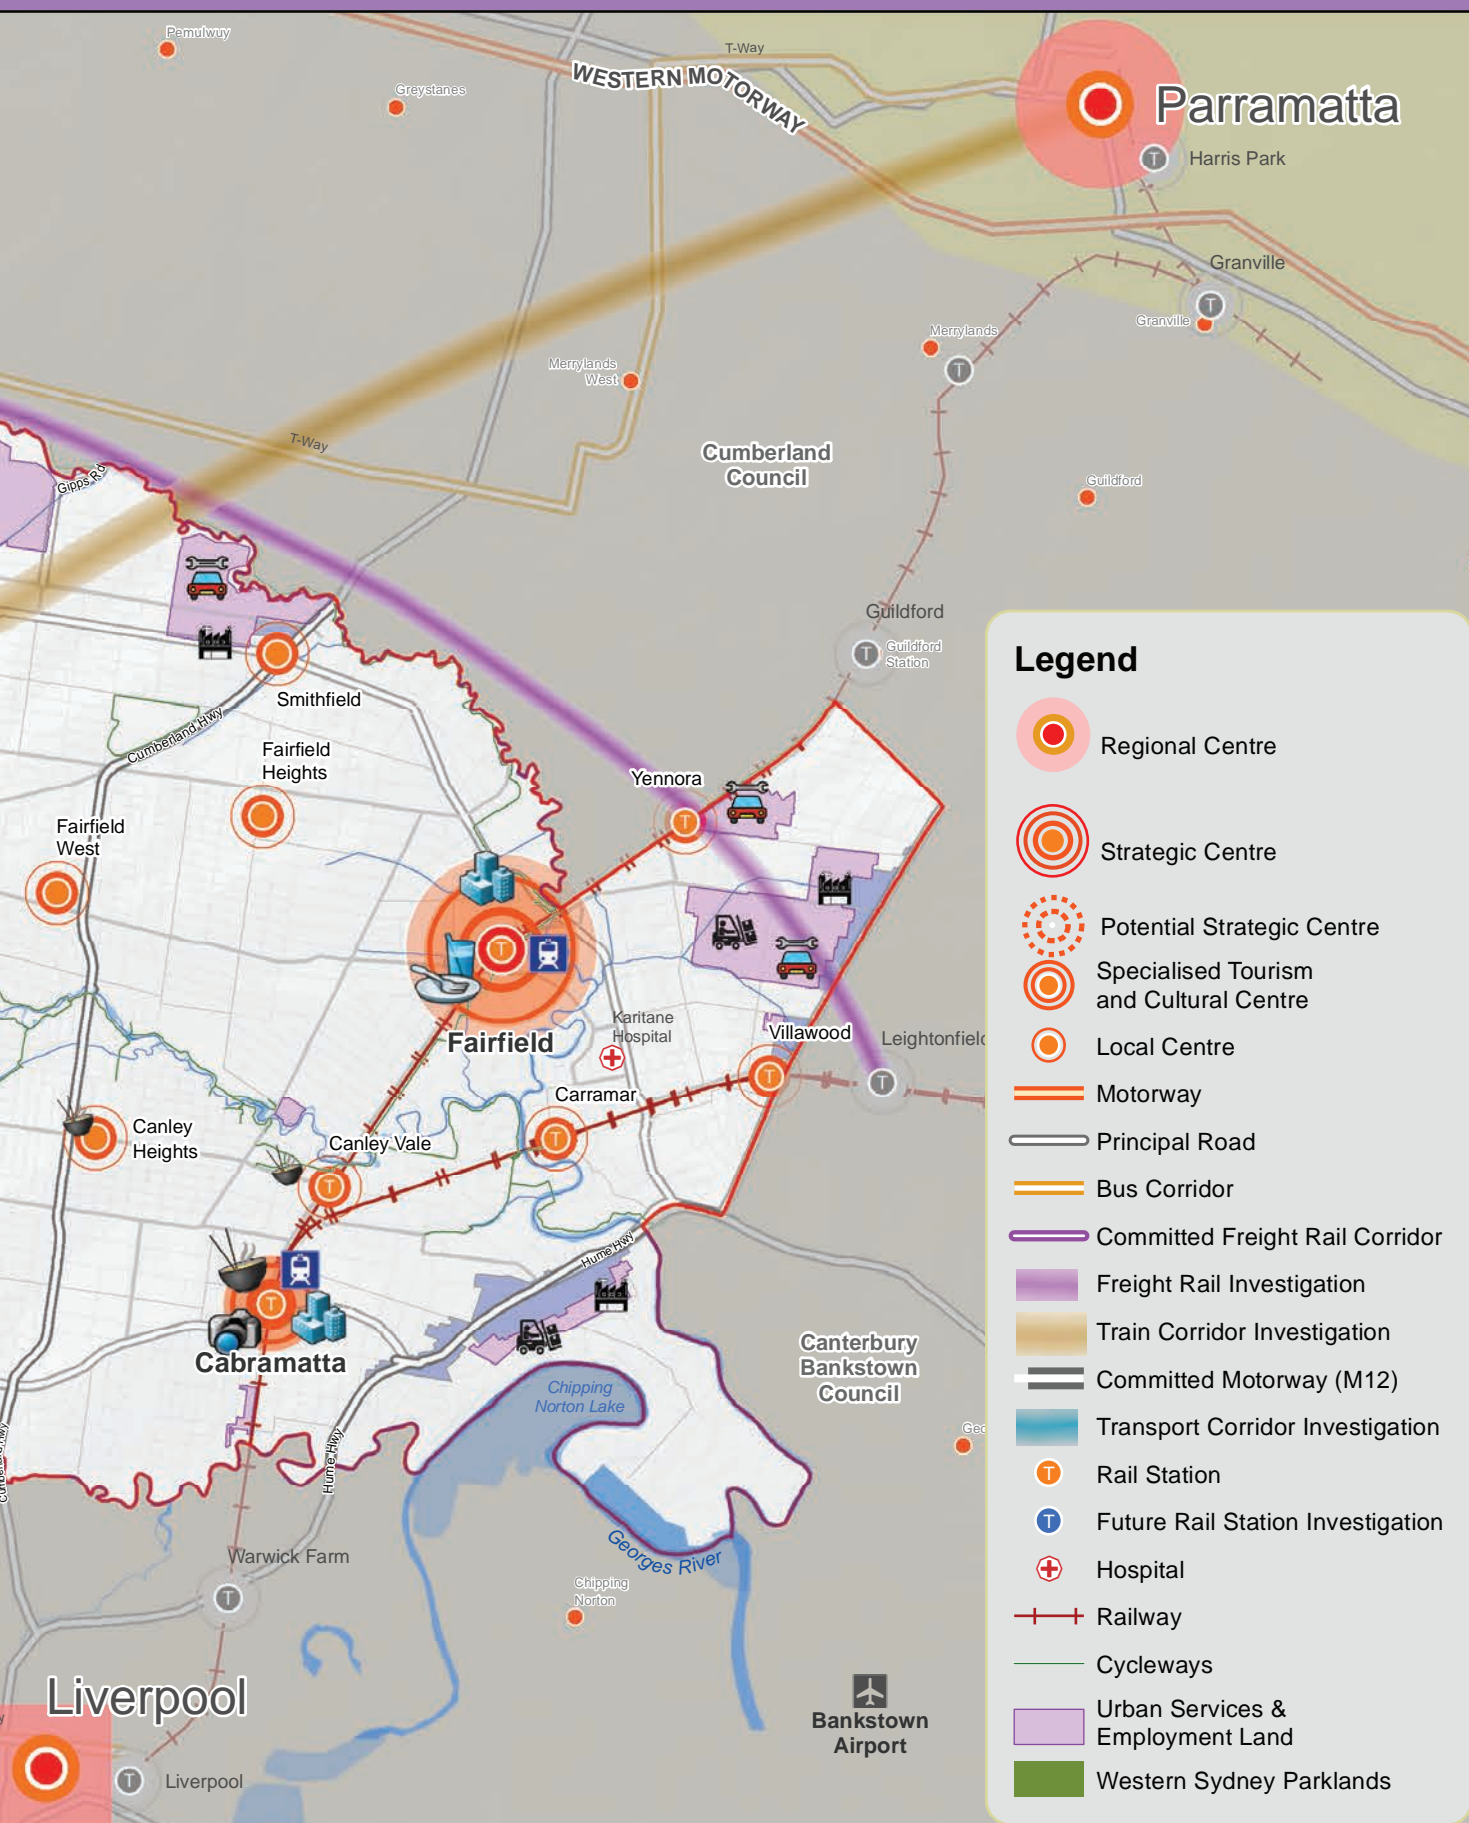 Pemulwuy
T-Way
WESTERN MOTORWAY
Greystanes
Parramatta
T
Harris Park
Granville
T
Granville
Merrylands
T
Merrylands
West
T-Way
Cumberland
Council
Gipps Rd
Guildford
Guildford
T
Guildford
Station
Smithfield
Cumberland Hwy
Fairfield
Heights
Yennora
T
Fairfield
West
T
Fairfield
Karitane
Hospital
Villawood
T
Leightonfield
T
Carramar
T
Canley
Heights
Canley Vale
T
Hume Hwy
T
Cabramatta
Canterbury
Bankstown
Council
Chipping
Norton Lake
Hume Hwy
Cumberland Hwy
Geo
Georges River
Warwick Farm
T
Chipping
Norton
Liverpool
T
Liverpool
Bankstown
Airport
Legend
Regional Centre
Strategic Centre
Potential Strategic Centre
Specialised Tourism
and Cultural Centre
Local Centre
Motorway
Principal Road
Bus Corridor
Committed Freight Rail Corridor
Freight Rail Investigation
Train Corridor Investigation
Committed Motorway (M12)
Transport Corridor Investigation
T
Rail Station
T
Future Rail Station Investigation
Hospital
Railway
Cycleways
Urban Services &
Employment Land
Western Sydney Parklands